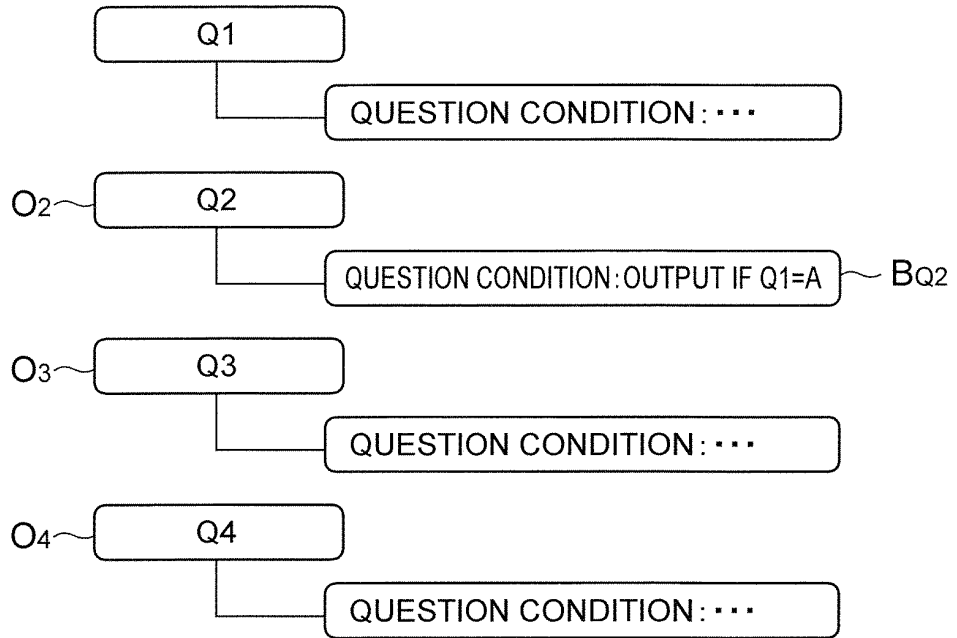 Q1
QUESTION CONDITION: ···
O2 Q2
QUESTION CONDITION: OUTPUT IF Q1=A BQ2
O3 Q3
QUESTION CONDITION: ···
O4 Q4
QUESTION CONDITION: ···